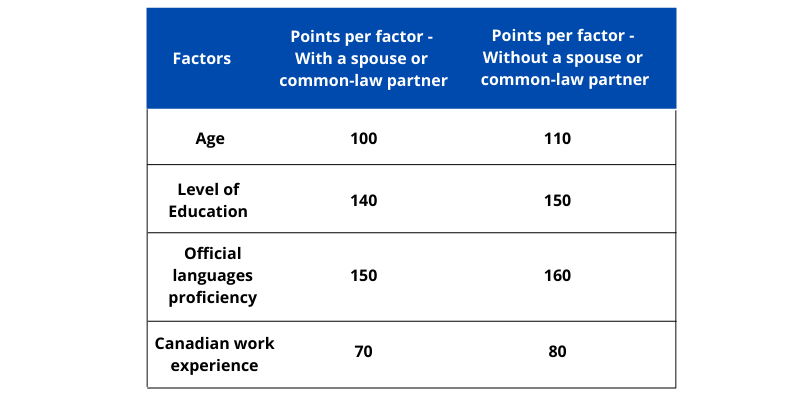 Factors
Points per factor -
With a spouse or
common-law partner
Points per factor -
Without a spouse or
common-law partner
Age
100
110
Level of
Education
140
150
Official
languages
proficiency
150
160
Canadian work
experience
70
80